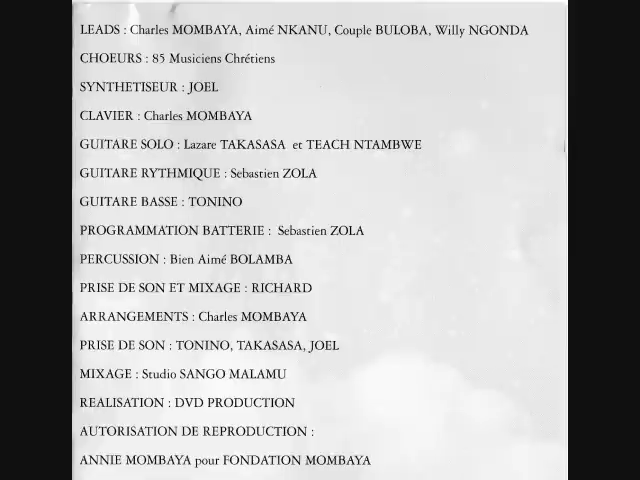 LEADS : Charles MOMBAYA, Aimé NKANU, Couple BULOBA, Willy NGONDA
CHOEURS : 85 Musiciens Chrétiens
SYNTHETISEUR : JOEL
CLAVIER : Charles MOMBAYA
GUITARE SOLO : Lazare TAKASASA et TEACH NTAMBWE
GUITARE RYTHMIQUE : Sebastien ZOLA
GUITARE BASSE : TONINO
PROGRAMMATION BATTERIE : Sebastien ZOLA
PERCUSSION : Bien Aimé BOLAMBA
PRISE DE SON ET MIXAGE : RICHARD
ARRANGEMENTS : Charles MOMBAYA
PRISE DE SON : TONINO, TAKASASA, JOEL
MIXAGE : Studio SANGO MALAMU
REALISATION : DVD PRODUCTION
AUTORISATION DE REPRODUCTION :
ANNIE MOMBAYA pour FONDATION MOMBAYA